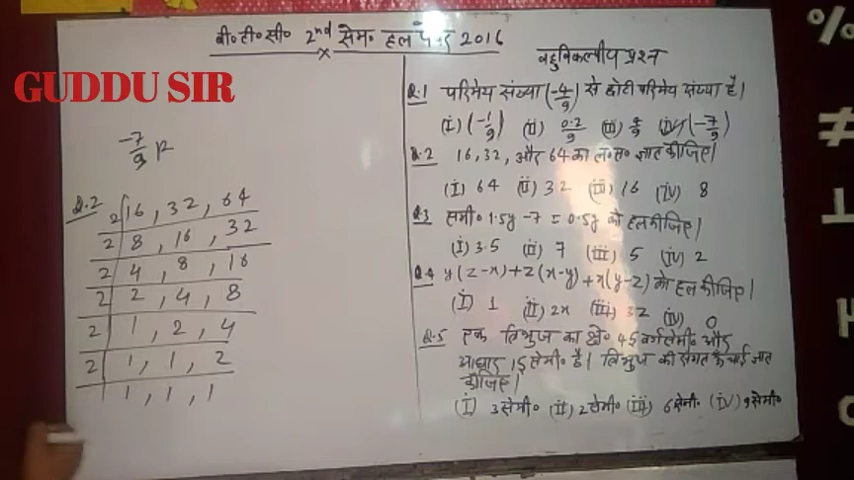 बी० टी० सी० 2nd सेम० हल पेपर 2016
GUDDU SIR
बहुविकल्पीय प्रश्न
Q.1 परिमेय संख्या (-4/9) से छोटी परिमेय संख्या है।
(i) (-1/9) (ii) 0.2/9 (iii) 4/9 (iv) (-7/9)
Q.2 16, 32, और 64 का ल० स० ज्ञात कीजिए।
(i) 64 (ii) 32 (iii) 16 (iv) 8
Q.3 समी० 1.5y - 7 = 0.5y को हल कीजिए।
(i) 3.5 (ii) 7 (iii) 5 (iv) 2
Q.4 y(z-x)+z(x-y)+x(y-z) को हल कीजिए।
(i) 1 (ii) 2x (iii) 3z (iv) 0
Q.5 एक त्रिभुज का क्षे० 45 वर्ग सेमी० और
आधार 15 सेमी० है। त्रिभुज की संगत ऊँचाई ज्ञात
कीजिए।
(i) 3 सेमी० (ii) 2 सेमी० (iii) 6 सेमी० (iv) 9 सेमी०
-7/9
Q.2
2 | 16, 32, 64
2 | 8, 16, 32
2 | 4, 8, 16
2 | 2, 4, 8
2 | 1, 2, 4
2 | 1, 1, 2
1, 1, 1